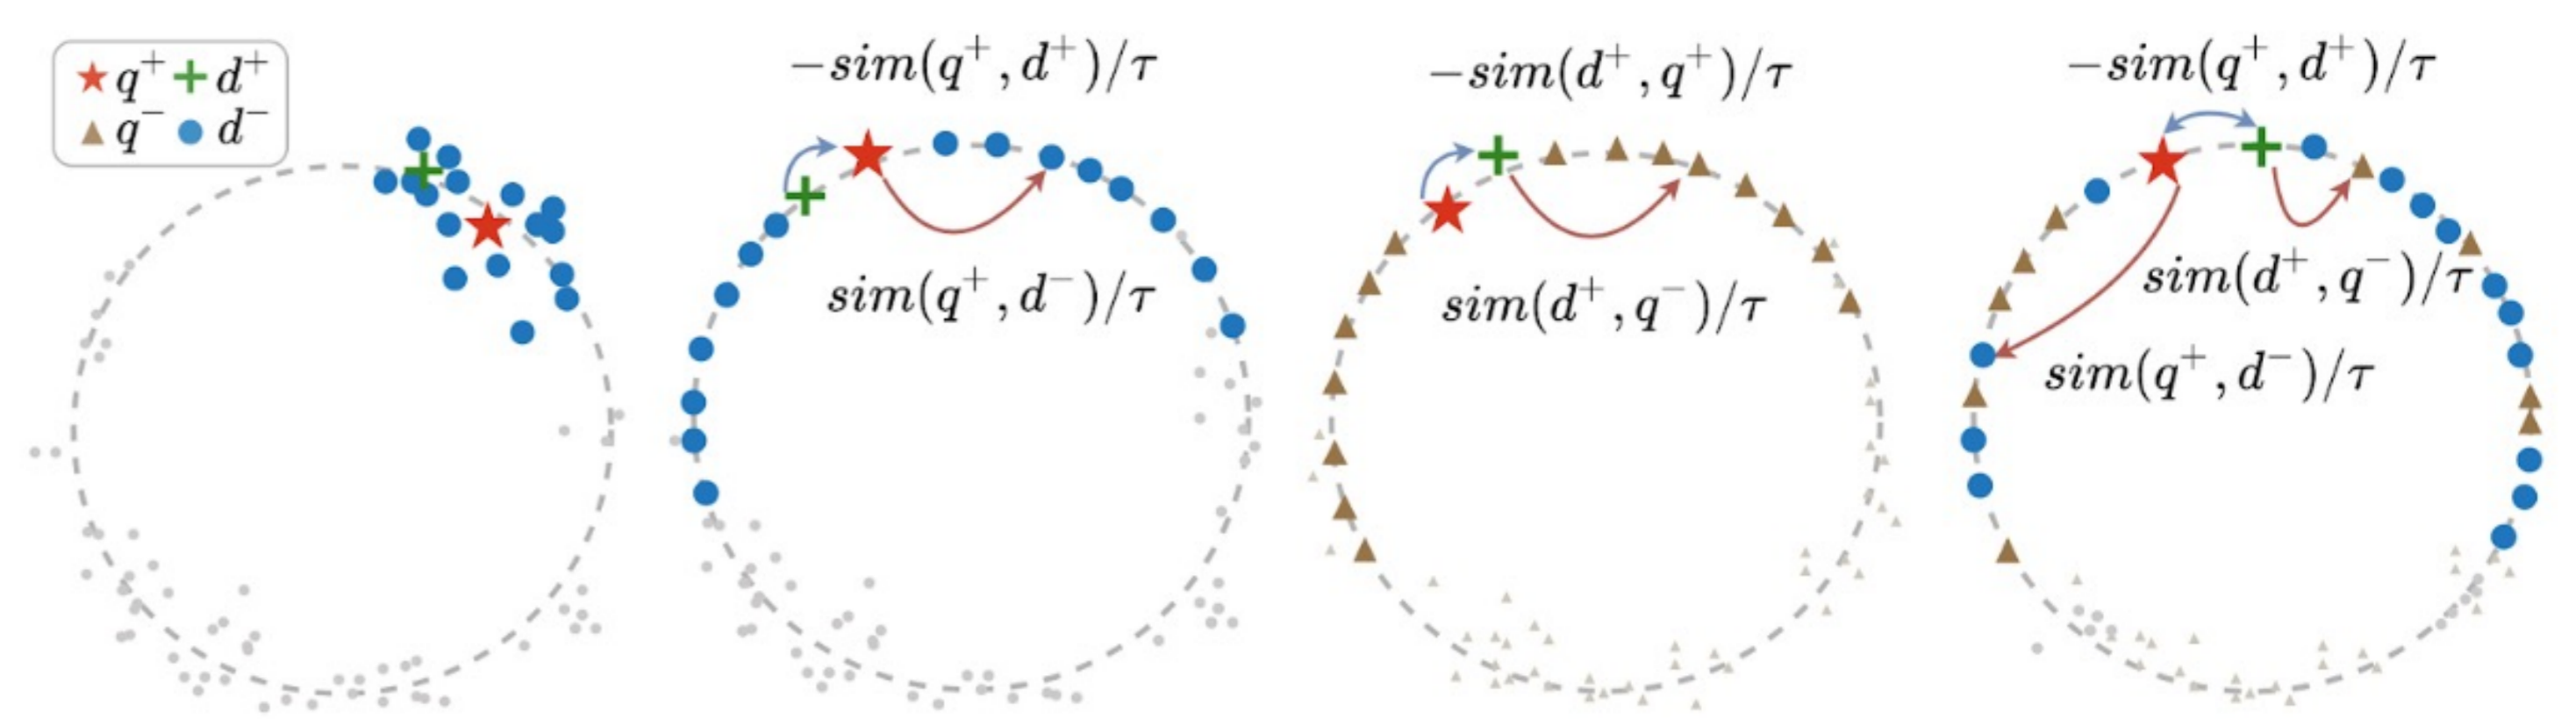 q⁺ d⁺
q⁻ d⁻
−sim(q⁺, d⁺)/τ
sim(q⁺, d⁻)/τ
−sim(d⁺, q⁺)/τ
sim(d⁺, q⁻)/τ
−sim(q⁺, d⁺)/τ
sim(d⁺, q⁻)/τ
sim(q⁺, d⁻)/τ